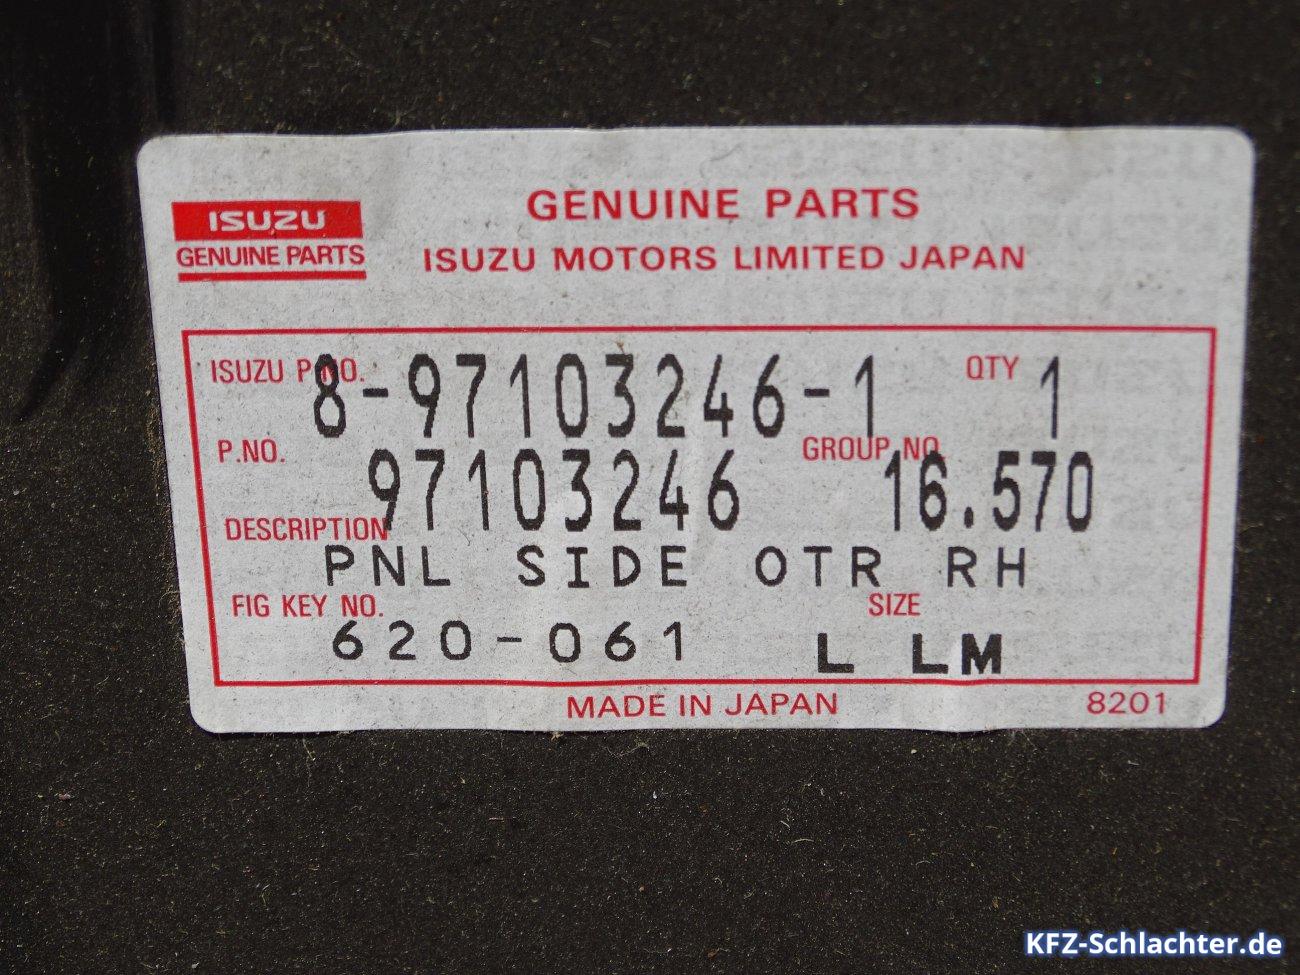 ISUZU
GENUINE PARTS
GENUINE PARTS
ISUZU MOTORS LIMITED JAPAN
ISUZU P.NO. 8-97103246-1 QTY 1
P.NO. 97103246 GROUP NO. 16.570
DESCRIPTION
PNL SIDE OTR RH
FIG KEY NO. SIZE
620-061 L LM
MADE IN JAPAN 8201
KFZ-Schlachter.de